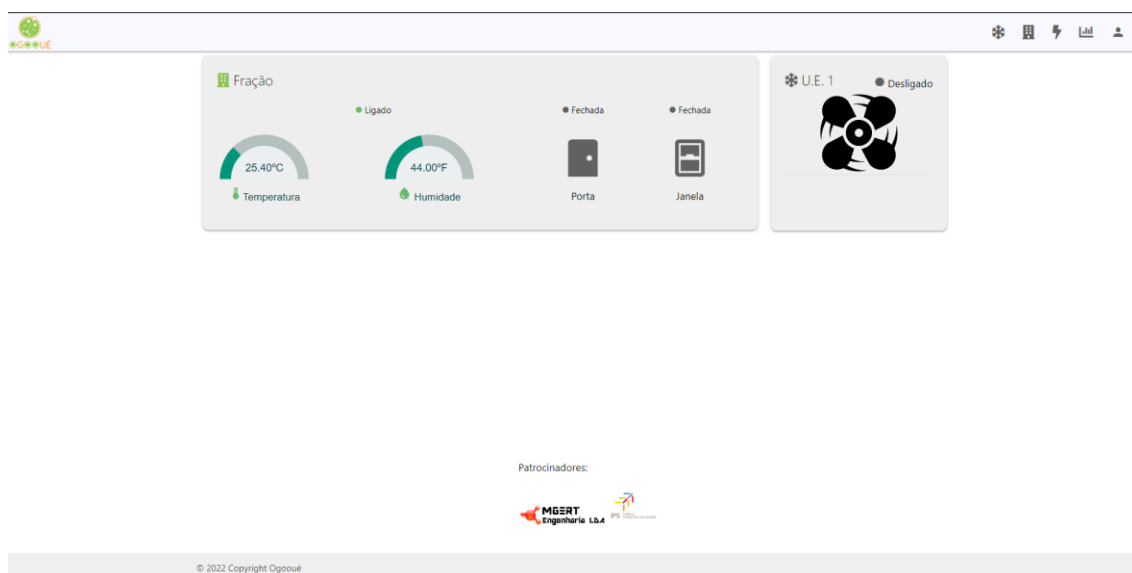 OGOOUÉ
Fração
Ligado
Fechada
Fechada
25.40ºC
44.00ºF
Temperatura
Humidade
Porta
Janela
U.E. 1
Desligado
Patrocinadores:
MGERT
Engenharia LDA
IPS
© 2022 Copyright Ogooué